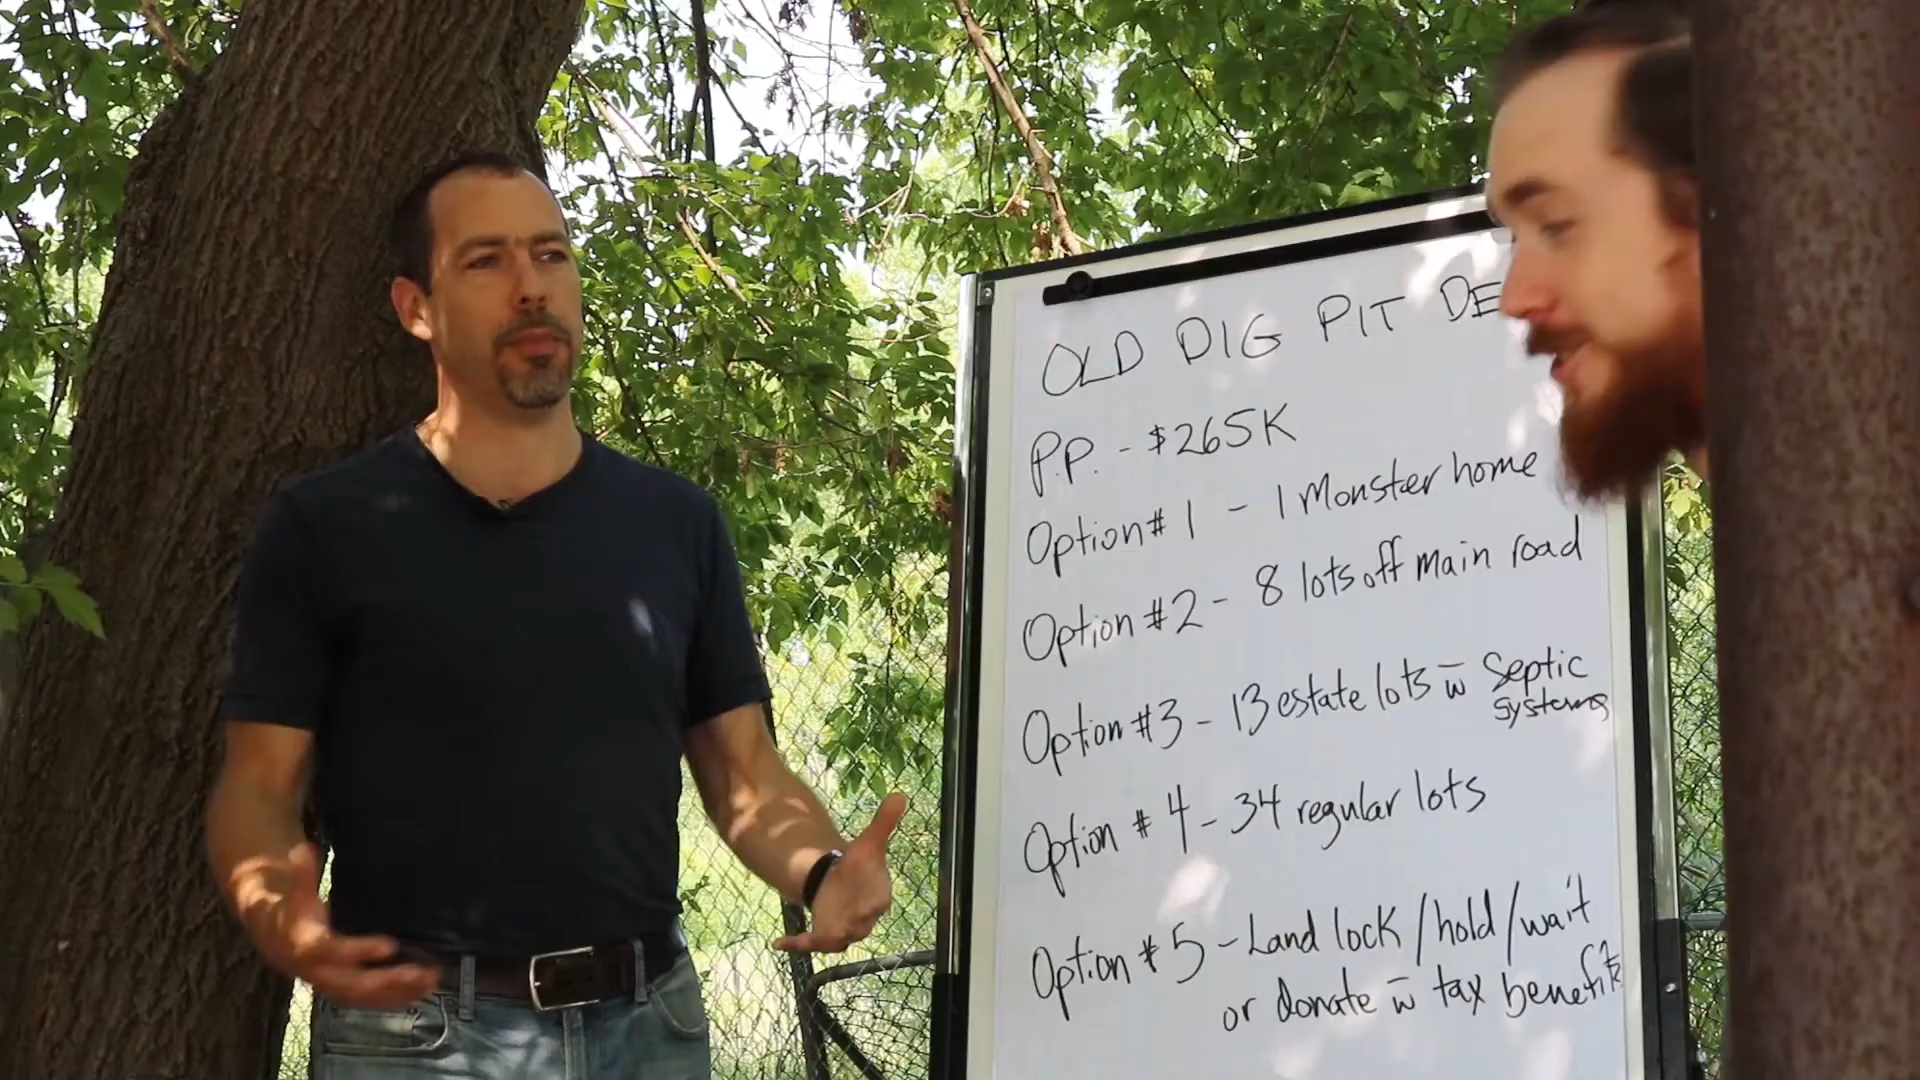 OLD DIG PIT DE
P.P. - $265K
Option #1 - 1 Monster home
Option #2 - 8 lots off main road
Option #3 - 13 estate lots w̅ Septic
systems
Option #4 - 34 regular lots
Option #5 - Land lock/hold/wait
or donate w̅ tax benefits